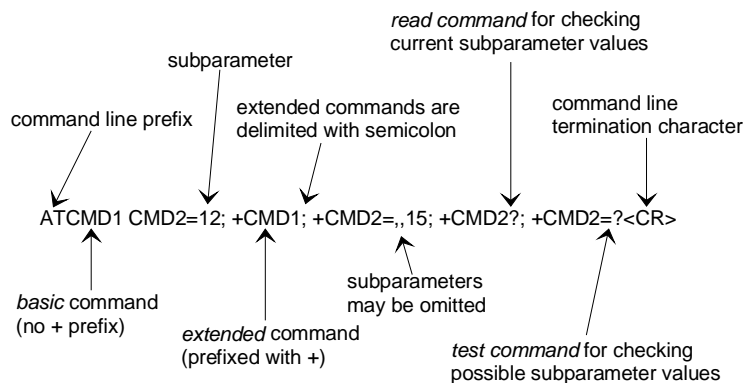 read command for checking
current subparameter values
subparameter
extended commands are
delimited with semicolon
command line
termination character
command line prefix
ATCMD1 CMD2=12; +CMD1; +CMD2=,,15; +CMD2?; +CMD2=?<CR>
basic command
(no + prefix)
extended command
(prefixed with +)
subparameters
may be omitted
test command for checking
possible subparameter values